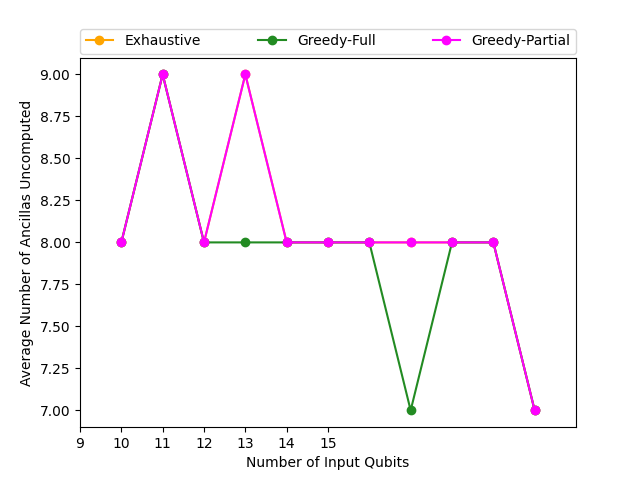 Exhaustive Greedy-Full Greedy-Partial
9.00
8.75
8.50
8.25
8.00
7.75
7.50
7.25
7.00
Average Number of Ancillas Uncomputed
9 10 11 12 13 14 15
Number of Input Qubits